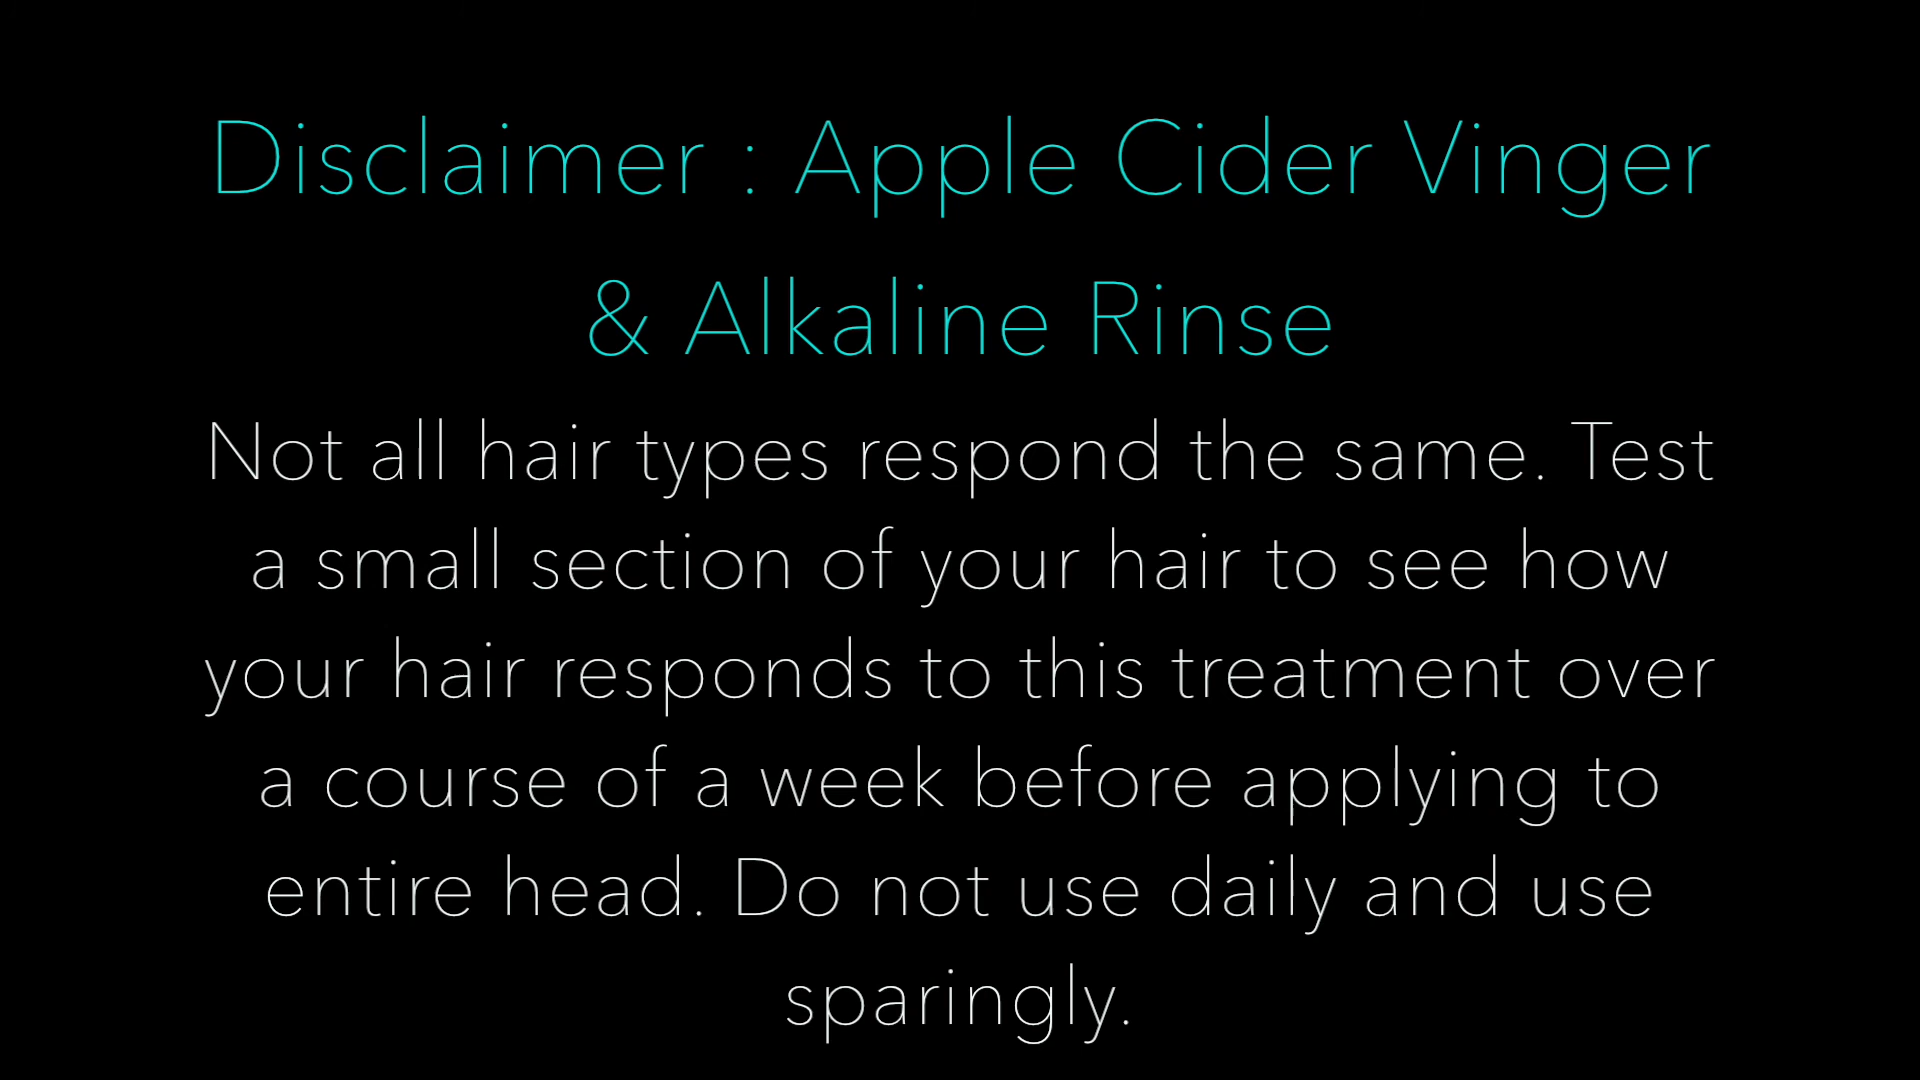 Disclaimer : Apple Cider Vinger
& Alkaline Rinse
Not all hair types respond the same. Test
a small section of your hair to see how
your hair responds to this treatment over
a course of a week before applying to
entire head. Do not use daily and use
sparingly.